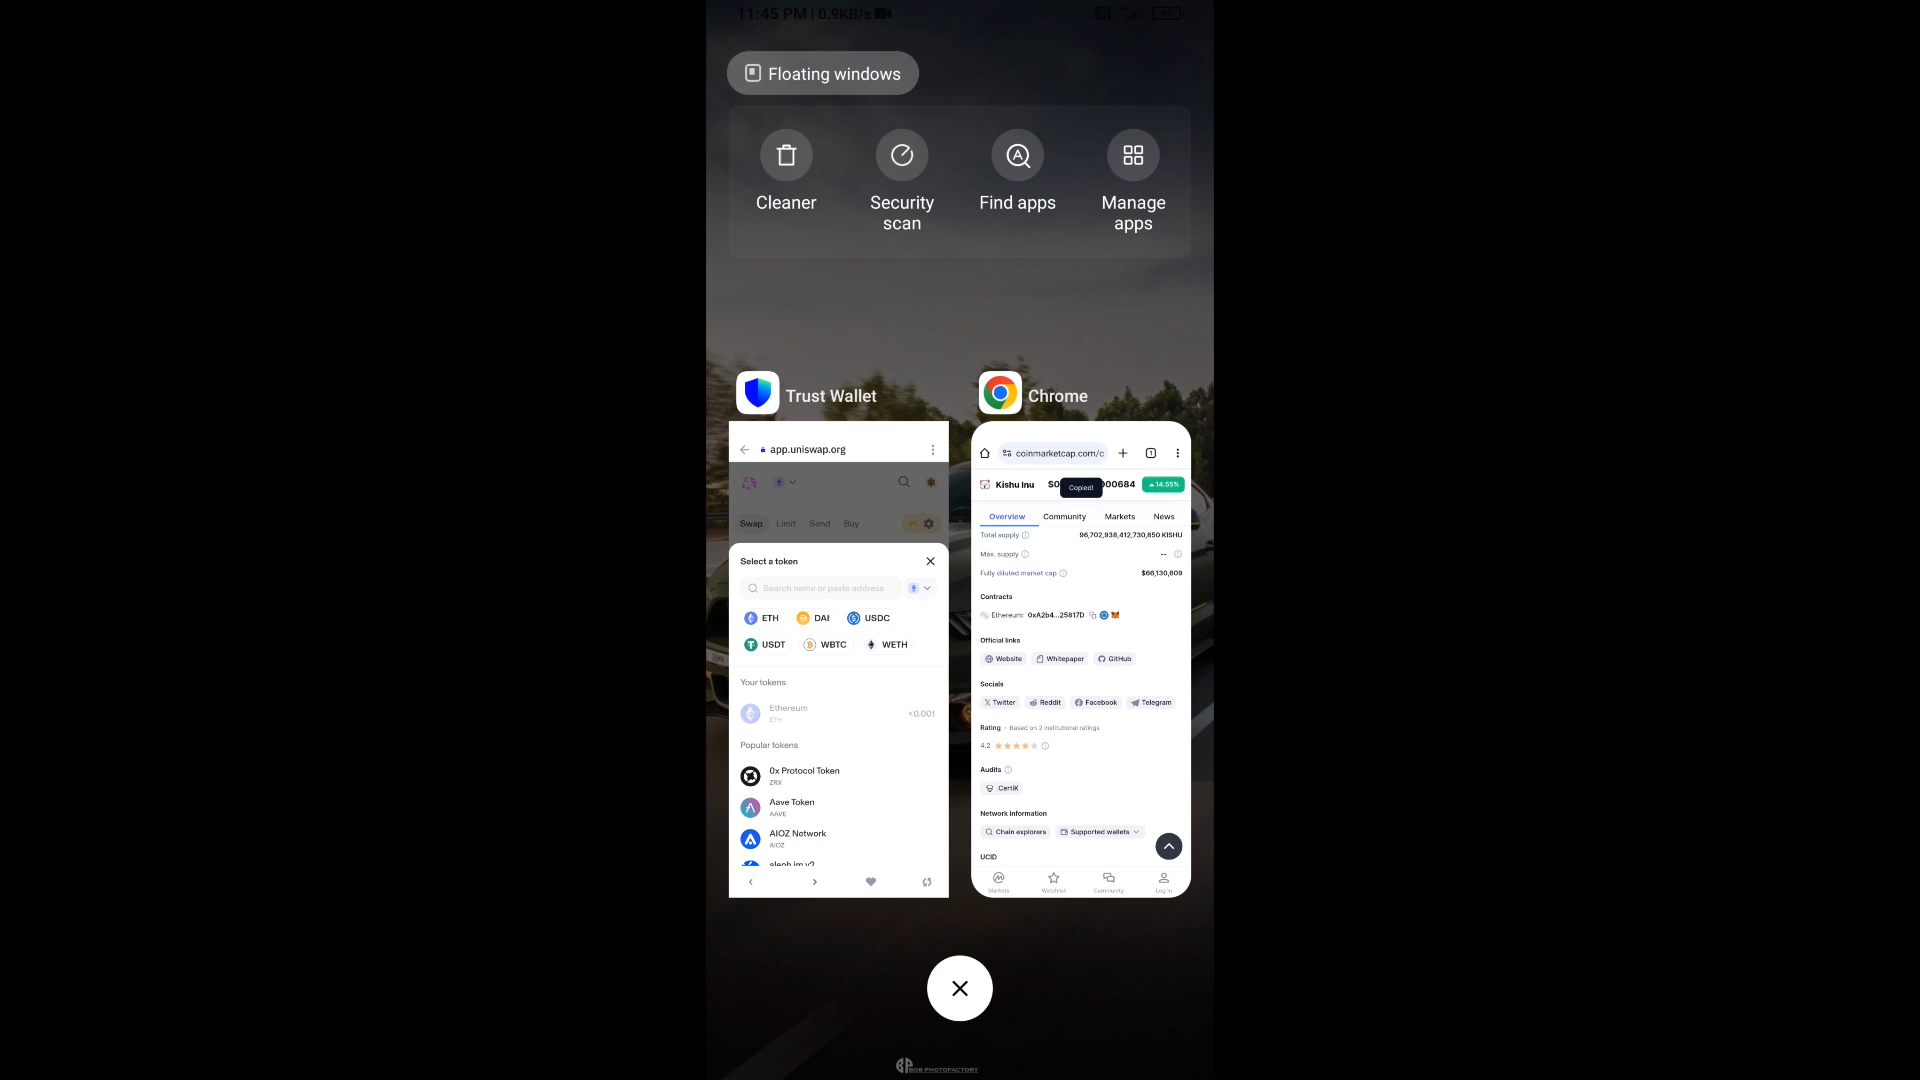 11:45 PM | 0.9KB/s
Floating windows
Cleaner
Security scan
Find apps
Manage apps
Trust Wallet
app.uniswap.org
Swap Limit Send Buy
Select a token
Search name or paste address
ETH DAI USDC
USDT WBTC WETH
Your tokens
Ethereum <0.001
ETH
Popular tokens
0x Protocol Token
ZRX
Aave Token
AAVE
AIOZ Network
AIOZ
aleph.im v2
Chrome
coinmarketcap.com/c
Kishu Inu $0 00684 14.55%
Copied!
Overview Community Markets News
Total supply 96,702,938,412,730,850 KISHU
Max. supply --
Fully diluted market cap $66,130,609
Contracts
Ethereum: 0xA2b4...25817D
Official links
Website Whitepaper GitHub
Socials
Twitter Reddit Facebook Telegram
Rating · Based on 2 institutional ratings
4.2
Audits
CertiK
Network information
Chain explorers Supported wallets
UCID
Markets Watchlist Community Log In
BOB PHOTOFACTORY